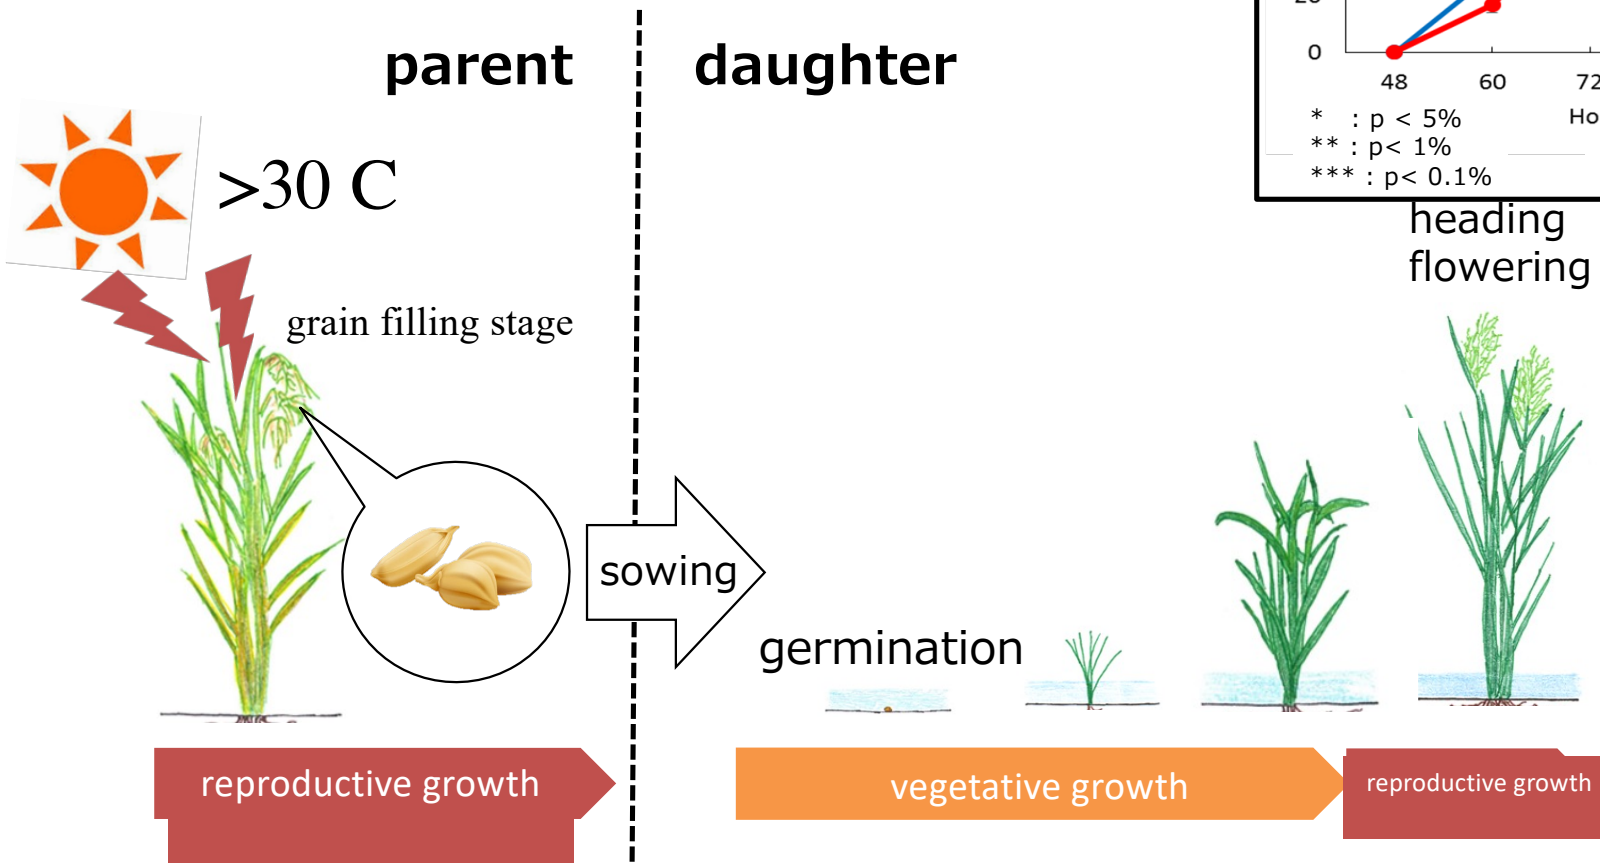 parent
daughter
0
48 60 72
* : p < 5%
** : p< 1%
*** : p< 0.1%
>30 C
heading
flowering
grain filling stage
sowing
germination
reproductive growth
vegetative growth
reproductive growth